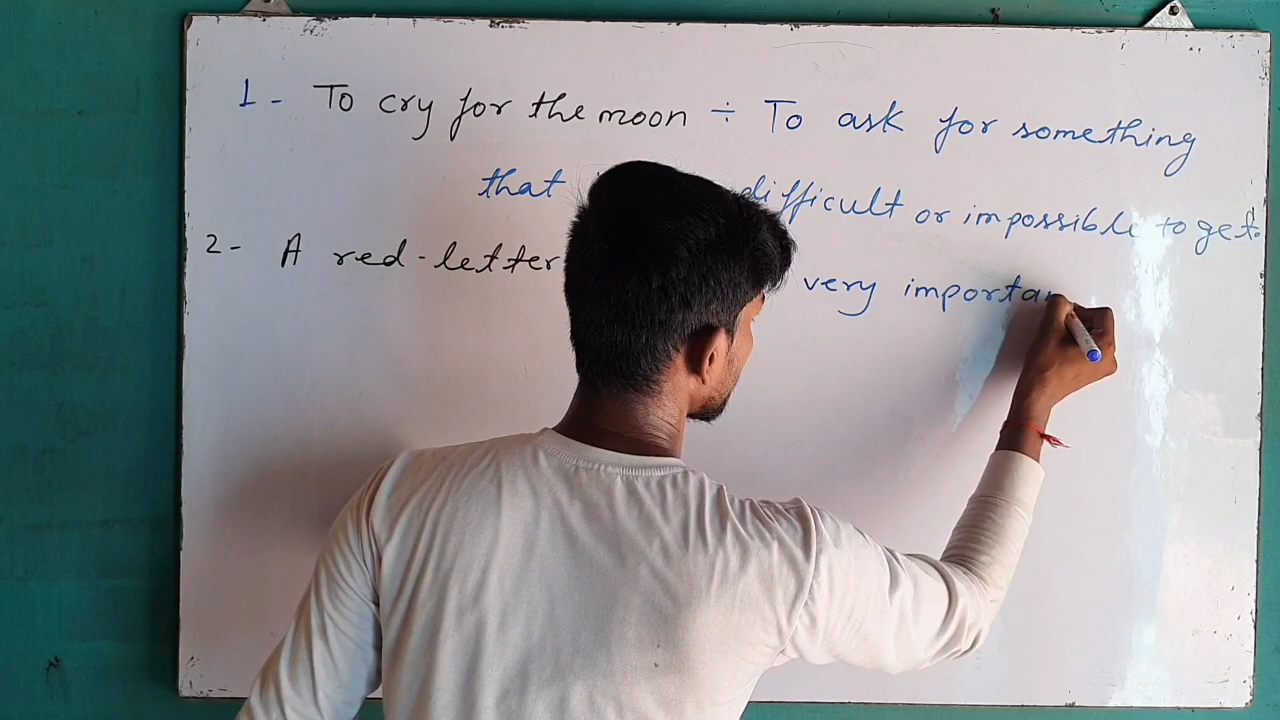 1- To cry for the moon ÷ To ask for something
that difficult or impossible to get.
2- A red-letter very importan